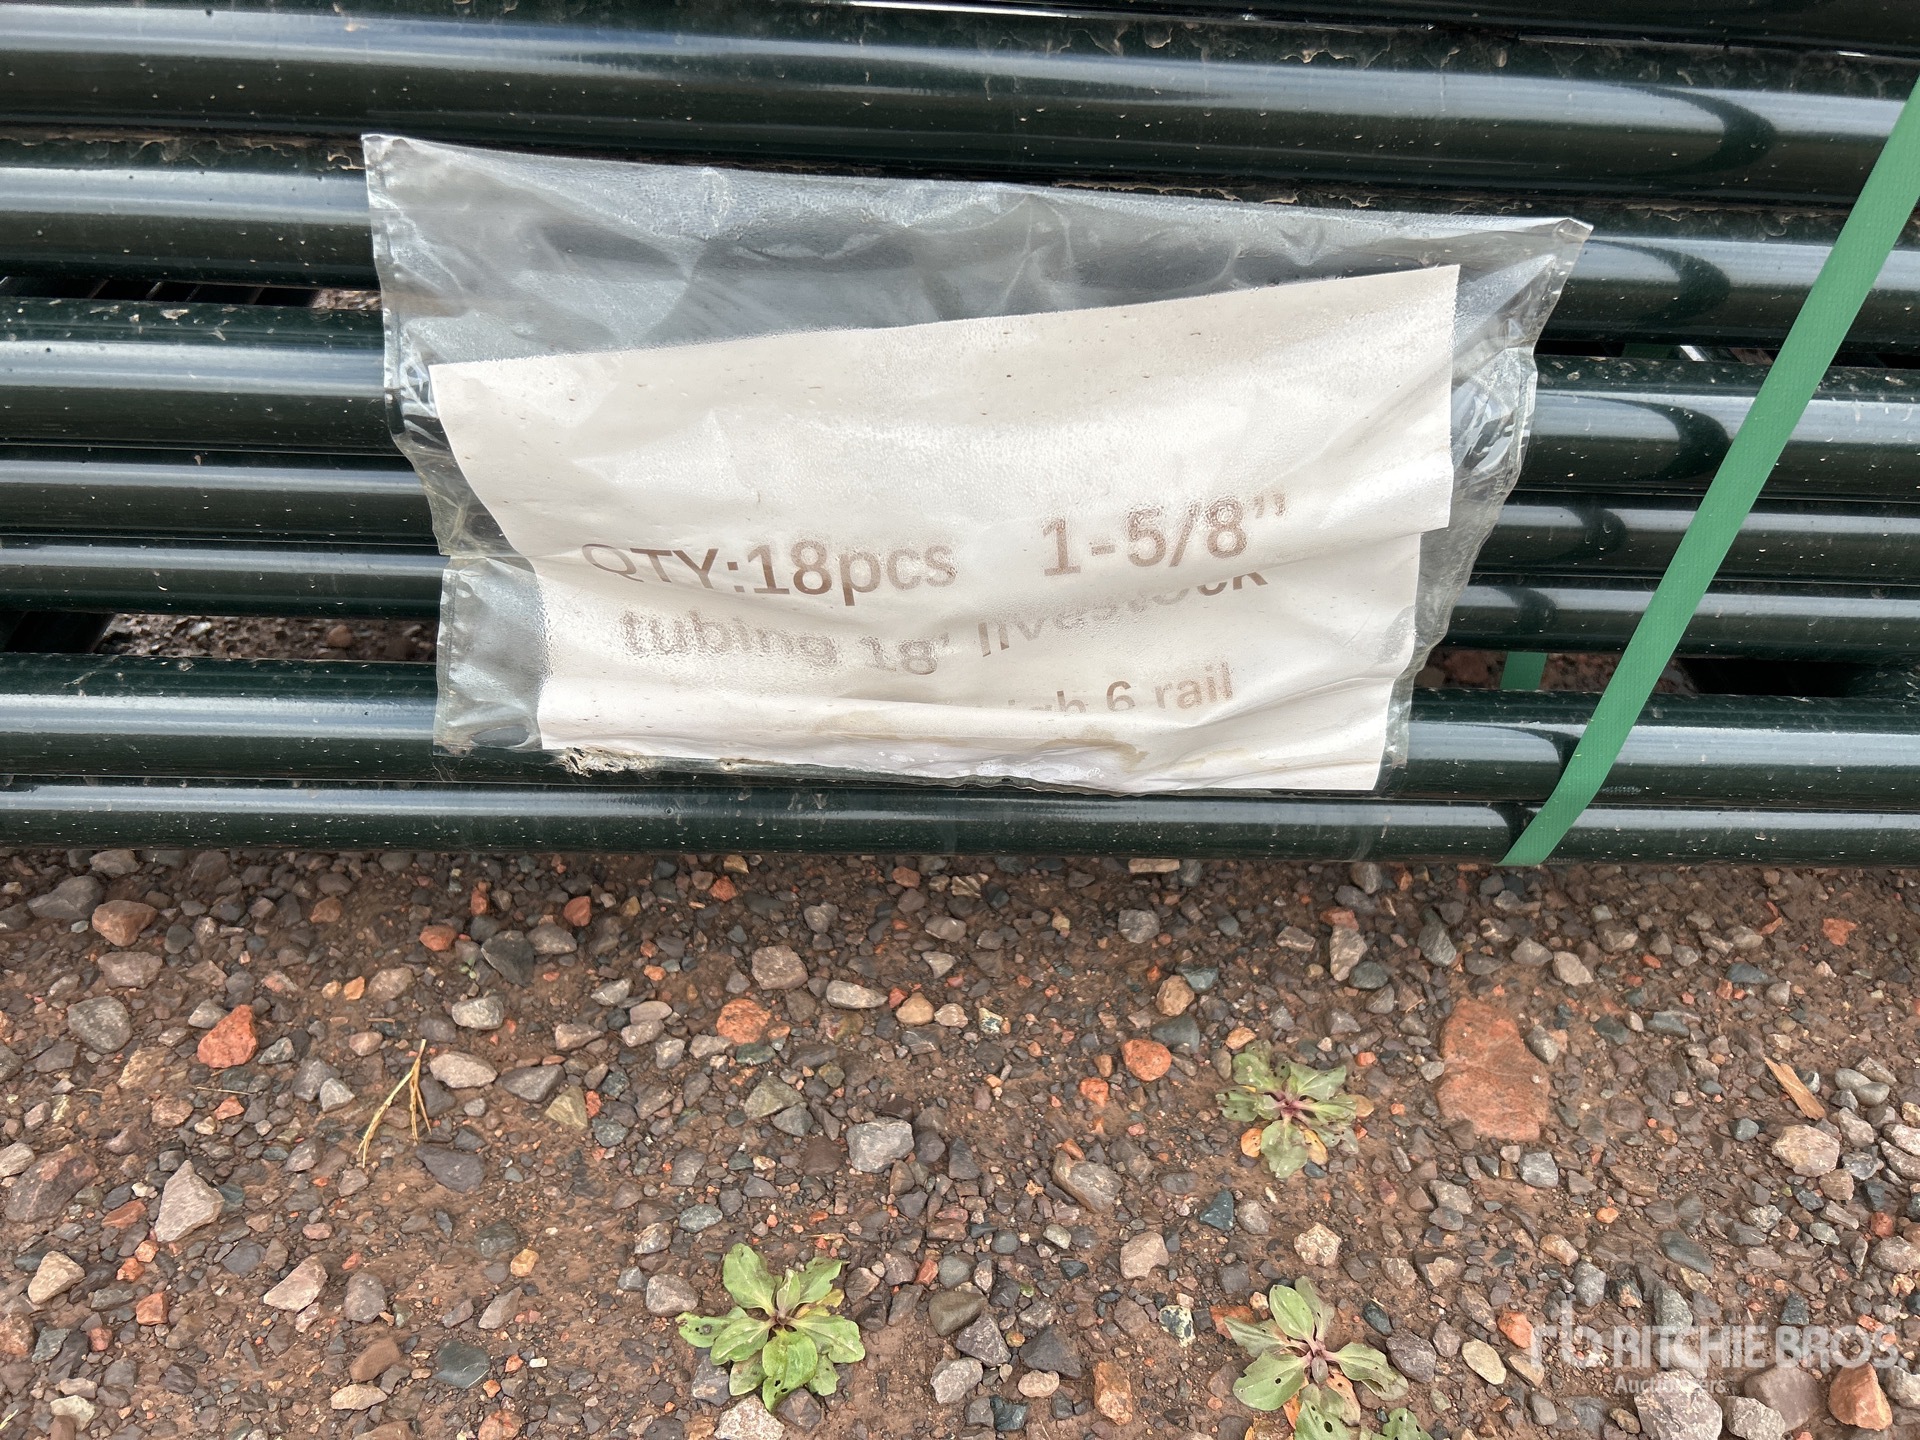 QTY:18pcs 1-5/8"
tubing 18' livestock
6 rail
RITCHIE BROS.
Auctioneers